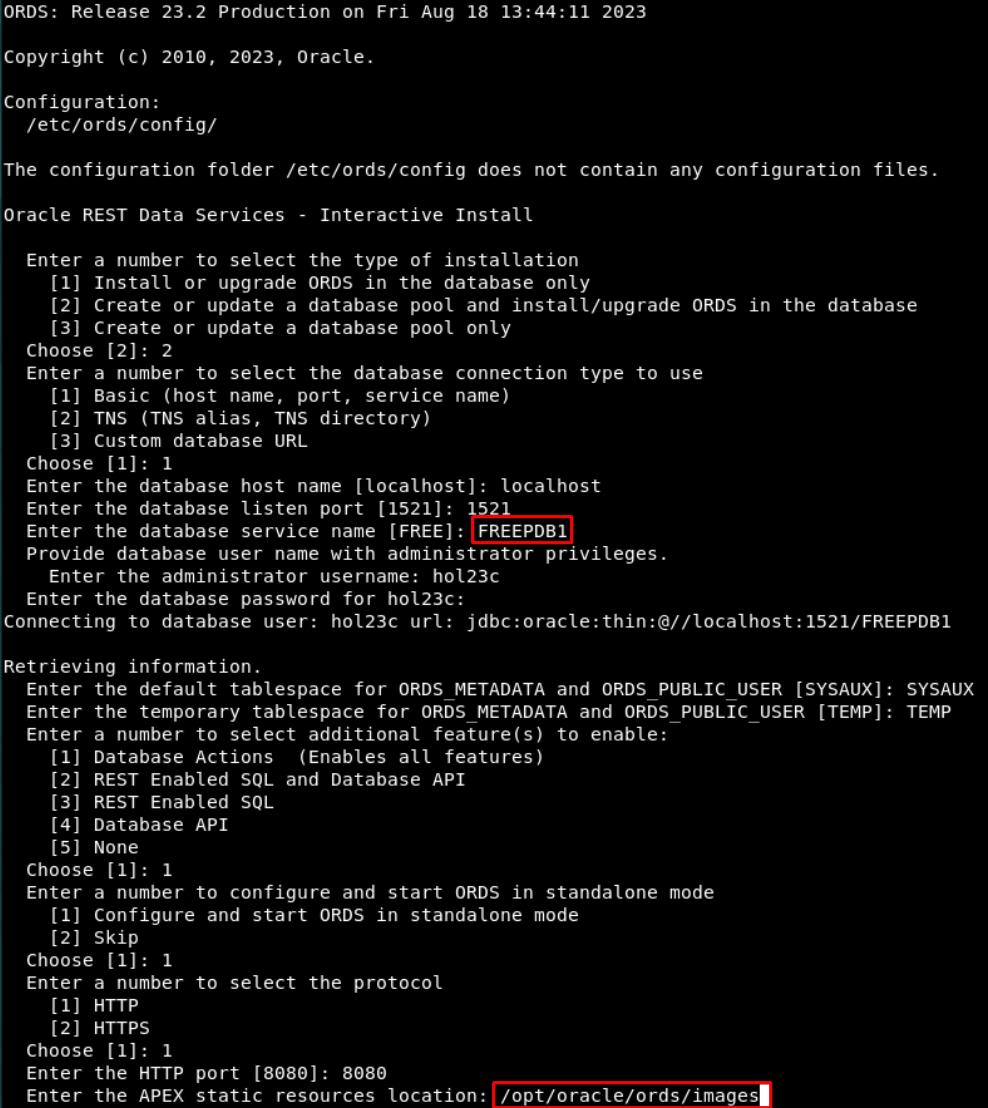 ORDS: Release 23.2 Production on Fri Aug 18 13:44:11 2023
Copyright (c) 2010, 2023, Oracle.
Configuration:
  /etc/ords/config/
The configuration folder /etc/ords/config does not contain any configuration files.
Oracle REST Data Services - Interactive Install
  Enter a number to select the type of installation
    [1] Install or upgrade ORDS in the database only
    [2] Create or update a database pool and install/upgrade ORDS in the database
    [3] Create or update a database pool only
  Choose [2]: 2
  Enter a number to select the database connection type to use
    [1] Basic (host name, port, service name)
    [2] TNS (TNS alias, TNS directory)
    [3] Custom database URL
  Choose [1]: 1
  Enter the database host name [localhost]: localhost
  Enter the database listen port [1521]: 1521
  Enter the database service name [FREE]: FREEPDB1
  Provide database user name with administrator privileges.
    Enter the administrator username: hol23c
  Enter the database password for hol23c:
Connecting to database user: hol23c url: jdbc:oracle:thin:@//localhost:1521/FREEPDB1
Retrieving information.
  Enter the default tablespace for ORDS_METADATA and ORDS_PUBLIC_USER [SYSAUX]: SYSAUX
  Enter the temporary tablespace for ORDS_METADATA and ORDS_PUBLIC_USER [TEMP]: TEMP
  Enter a number to select additional feature(s) to enable:
    [1] Database Actions  (Enables all features)
    [2] REST Enabled SQL and Database API
    [3] REST Enabled SQL
    [4] Database API
    [5] None
  Choose [1]: 1
  Enter a number to configure and start ORDS in standalone mode
    [1] Configure and start ORDS in standalone mode
    [2] Skip
  Choose [1]: 1
  Enter a number to select the protocol
    [1] HTTP
    [2] HTTPS
  Choose [1]: 1
  Enter the HTTP port [8080]: 8080
  Enter the APEX static resources location: /opt/oracle/ords/images